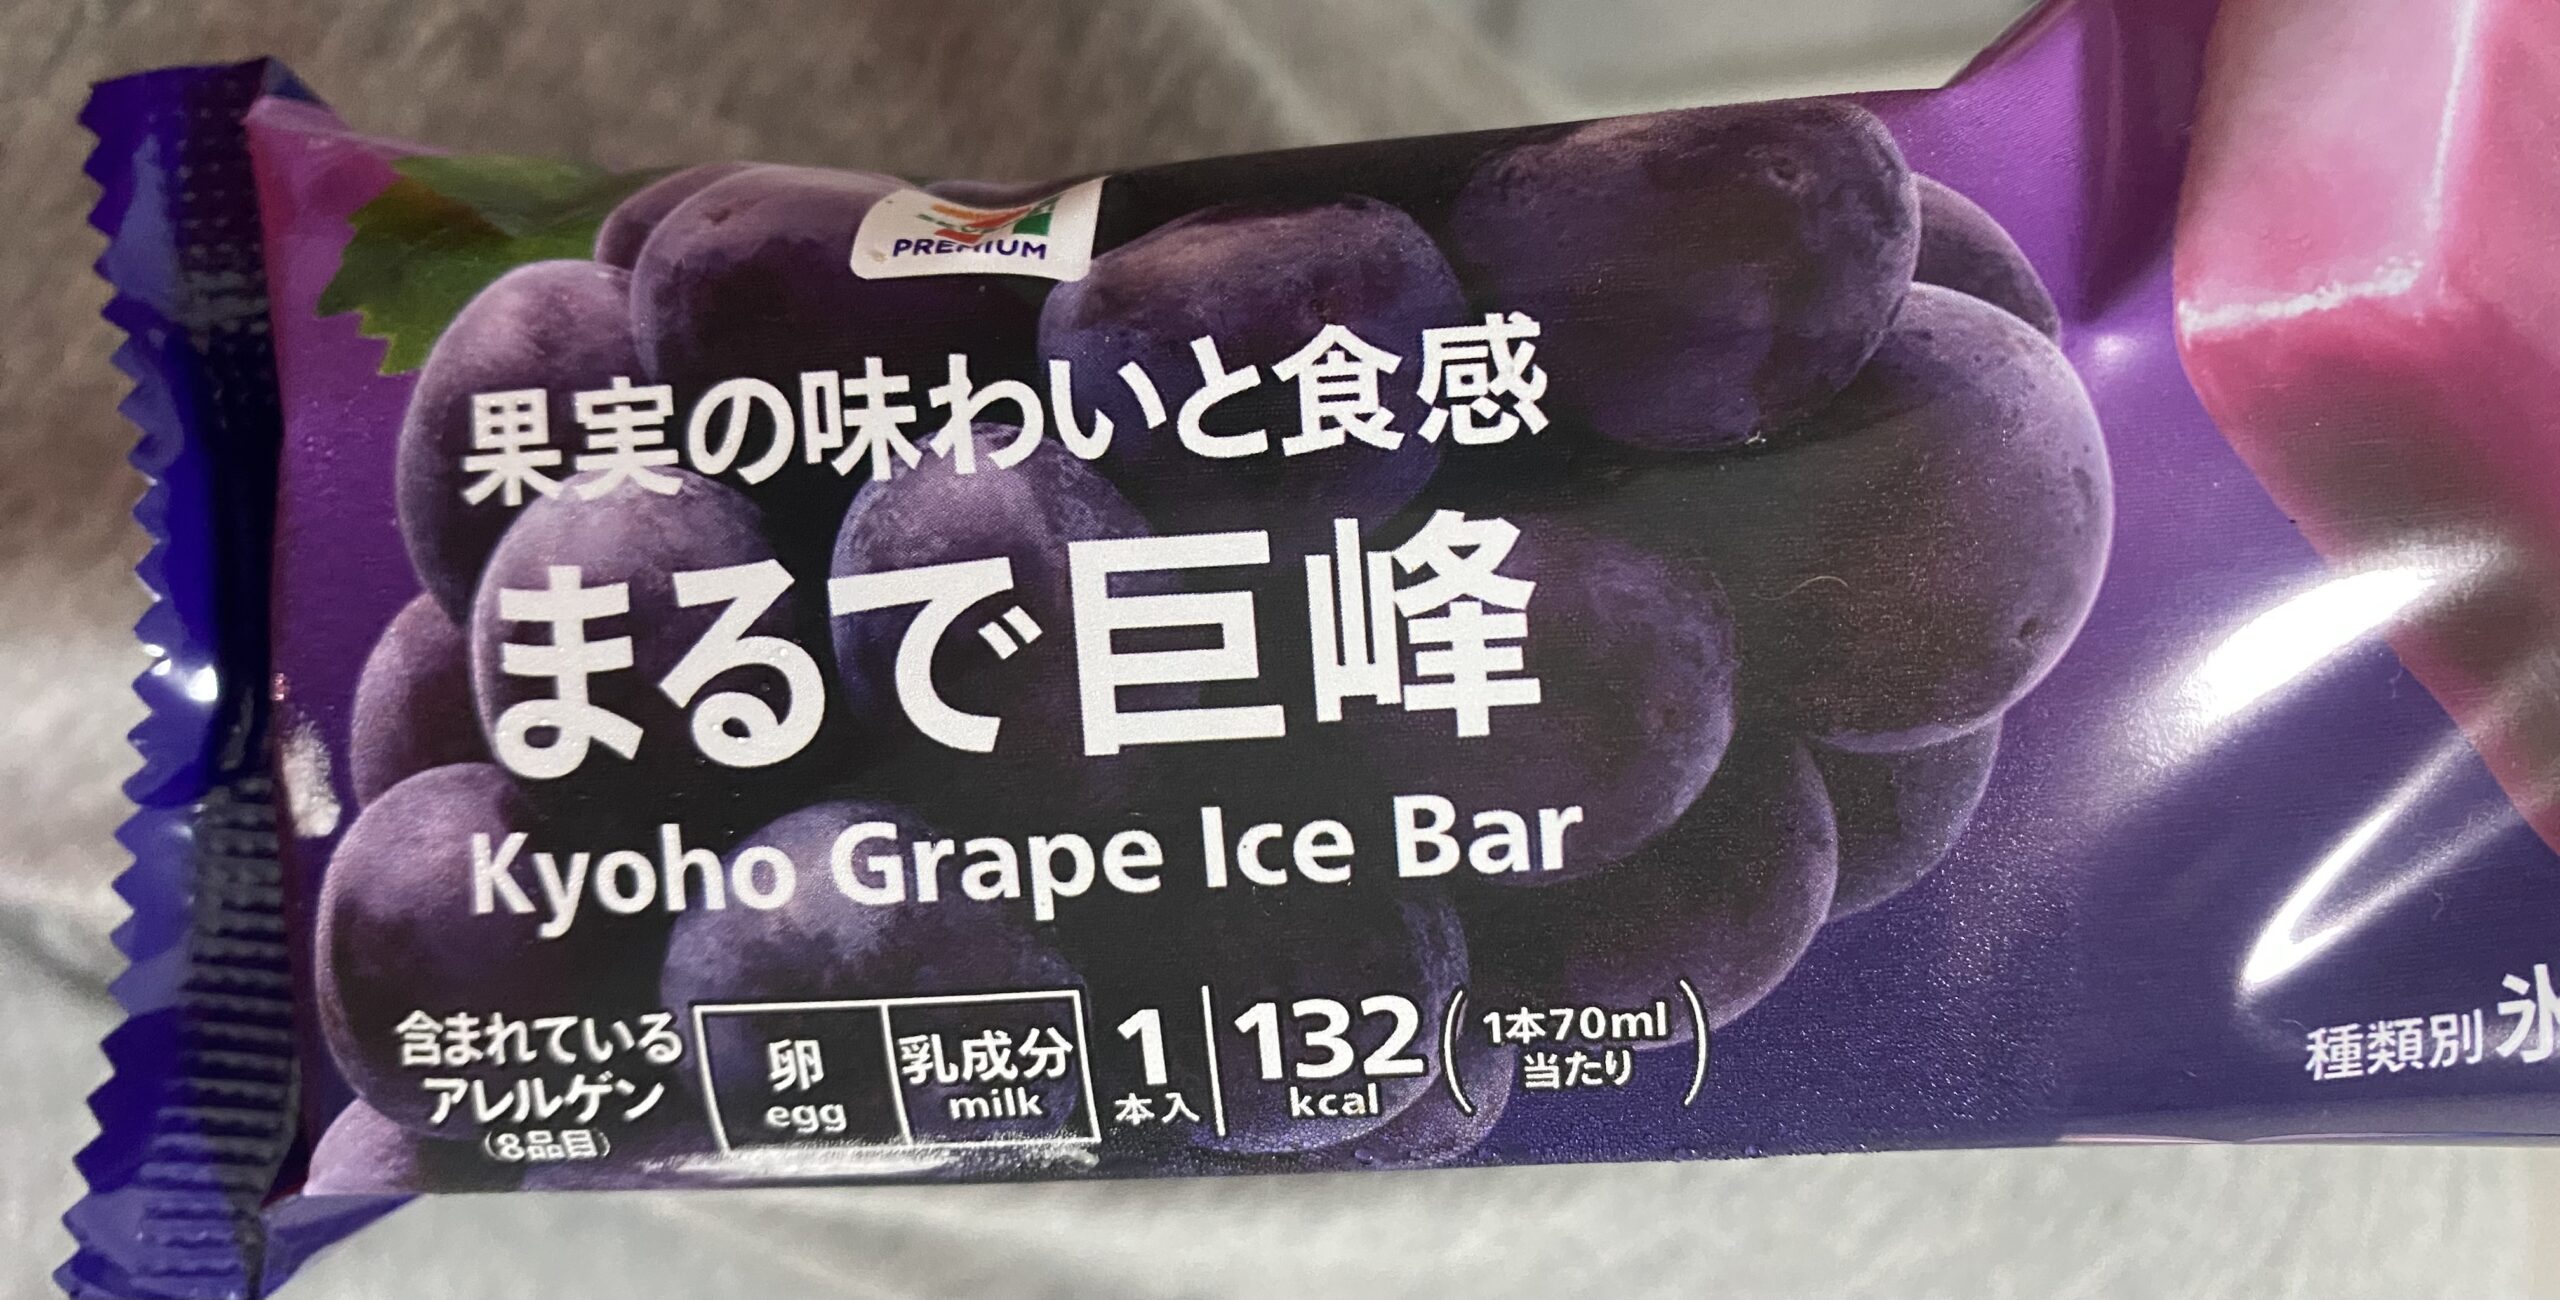 PREMIUM
果実の味わいと食感
まるで巨峰
Kyoho Grape Ice Bar
含まれている
アレルゲン
(8品目)
卵
egg
乳成分
milk
1
本入
132
kcal
(1本70ml
当たり)
種類別 氷